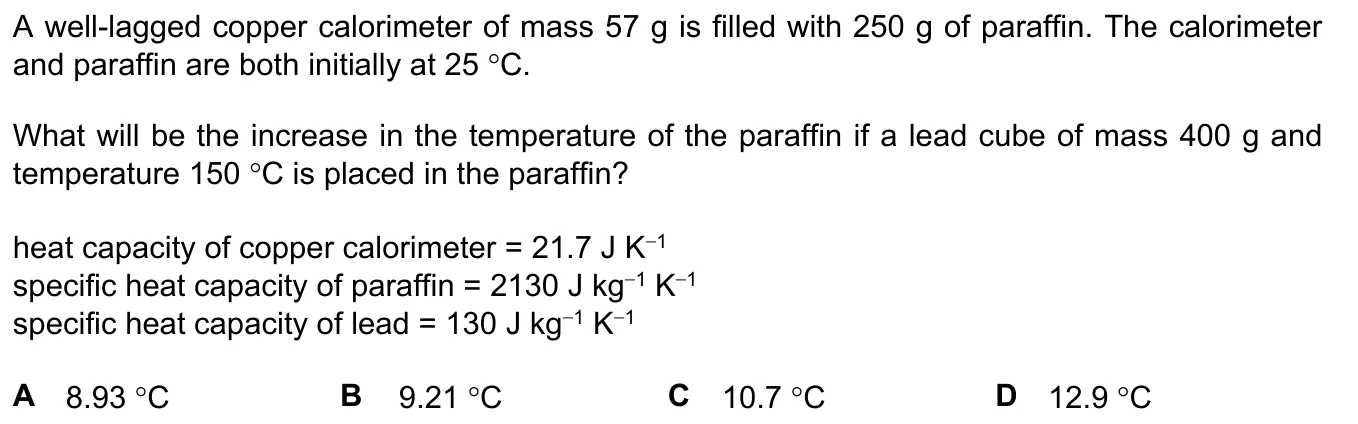 A well-lagged copper calorimeter of mass 57 g is filled with 250 g of paraffin. The calorimeter
and paraffin are both initially at 25 °C.
What will be the increase in the temperature of the paraffin if a lead cube of mass 400 g and
temperature 150 °C is placed in the paraffin?
heat capacity of copper calorimeter = 21.7 J K⁻¹
specific heat capacity of paraffin = 2130 J kg⁻¹ K⁻¹
specific heat capacity of lead = 130 J kg⁻¹ K⁻¹
A 8.93 °C B 9.21 °C C 10.7 °C D 12.9 °C